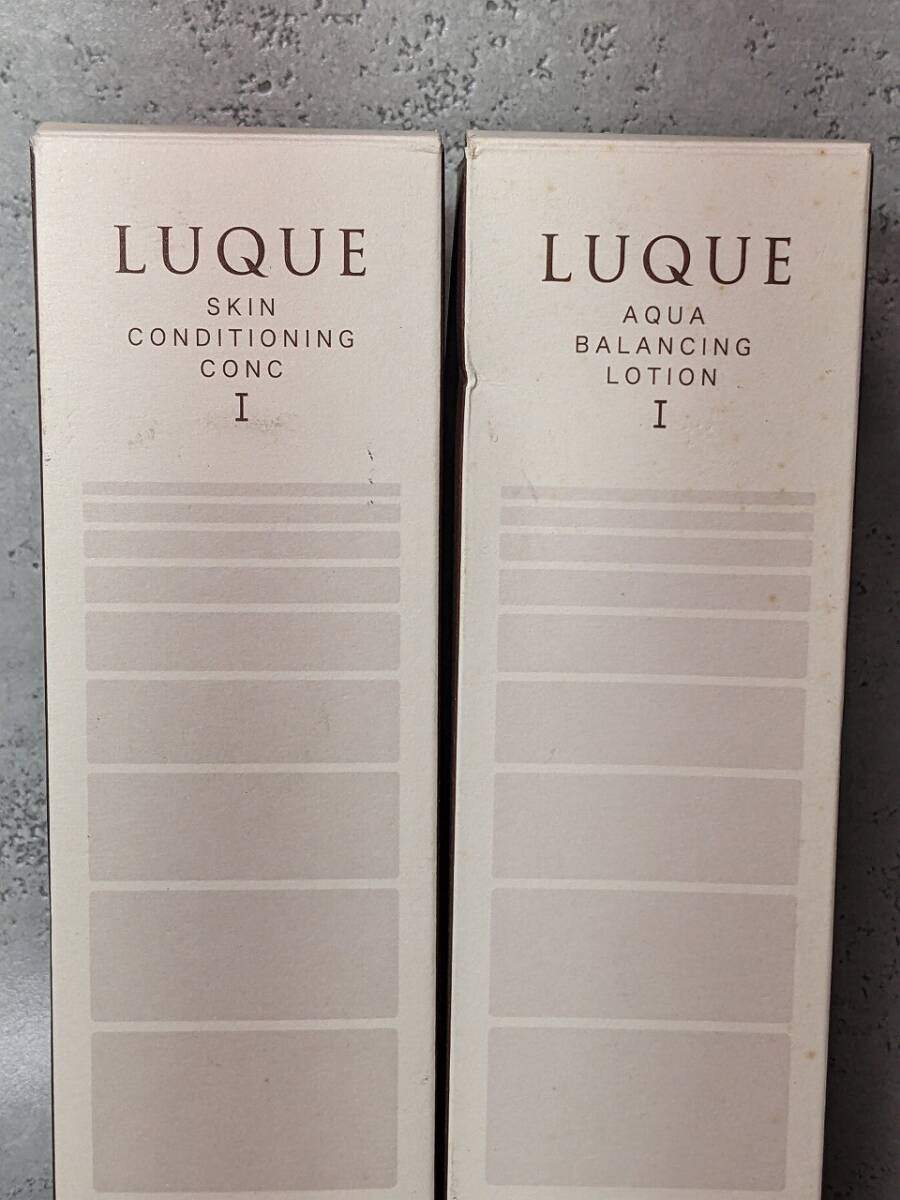 LUQUE
SKIN
CONDITIONING
CONC
I
LUQUE
AQUA
BALANCING
LOTION
I